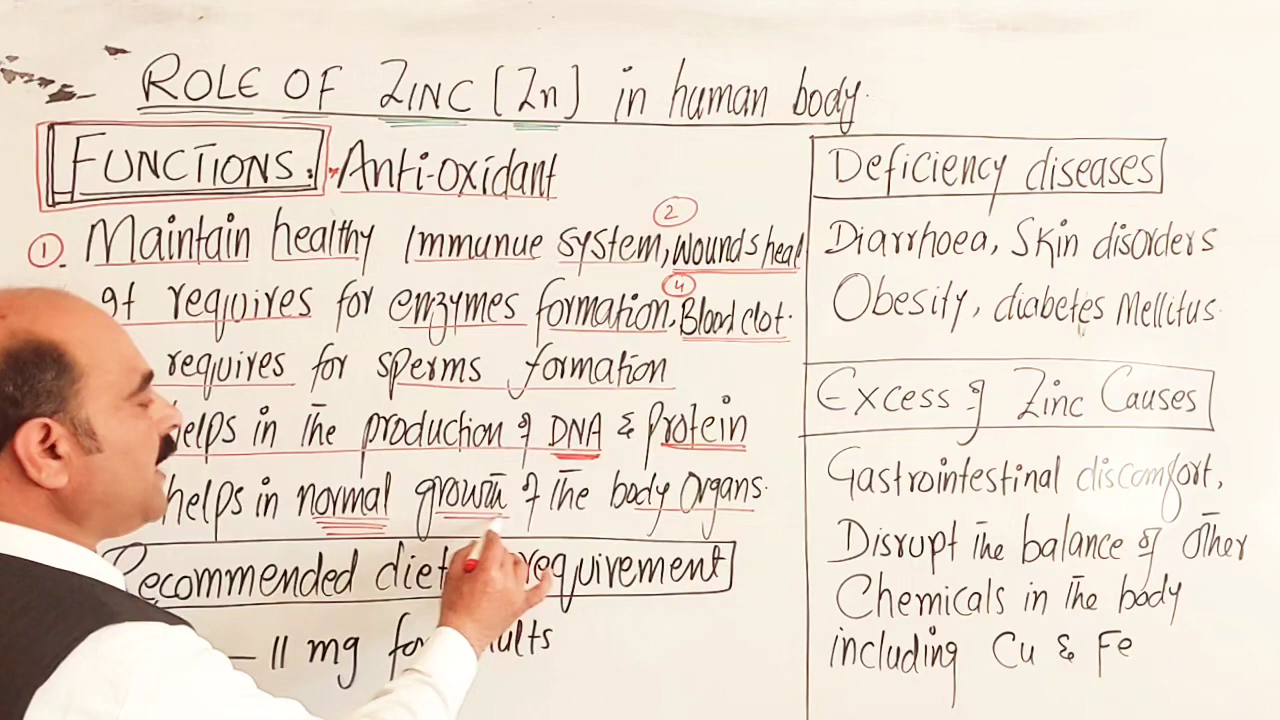 ROLE OF ZINC (Zn) in human body.
FUNCTIONS: *Anti-oxidant
① . Maintain healthy Immunue system, ② wounds heal
It requires for enzymes formation, ④ Blood clot.
requires for sperms formation
helps in the production of DNA & protein
helps in normal growth of the body organs.
Recommended requirement
– 11 mg for
Deficiency diseases
Diarrhoea, Skin disorders
Obesity, diabetes Mellitus.
Excess of Zinc Causes
Gastrointestinal discomfort,
Disrupt the balance of other
Chemicals in the body
including Cu & Fe